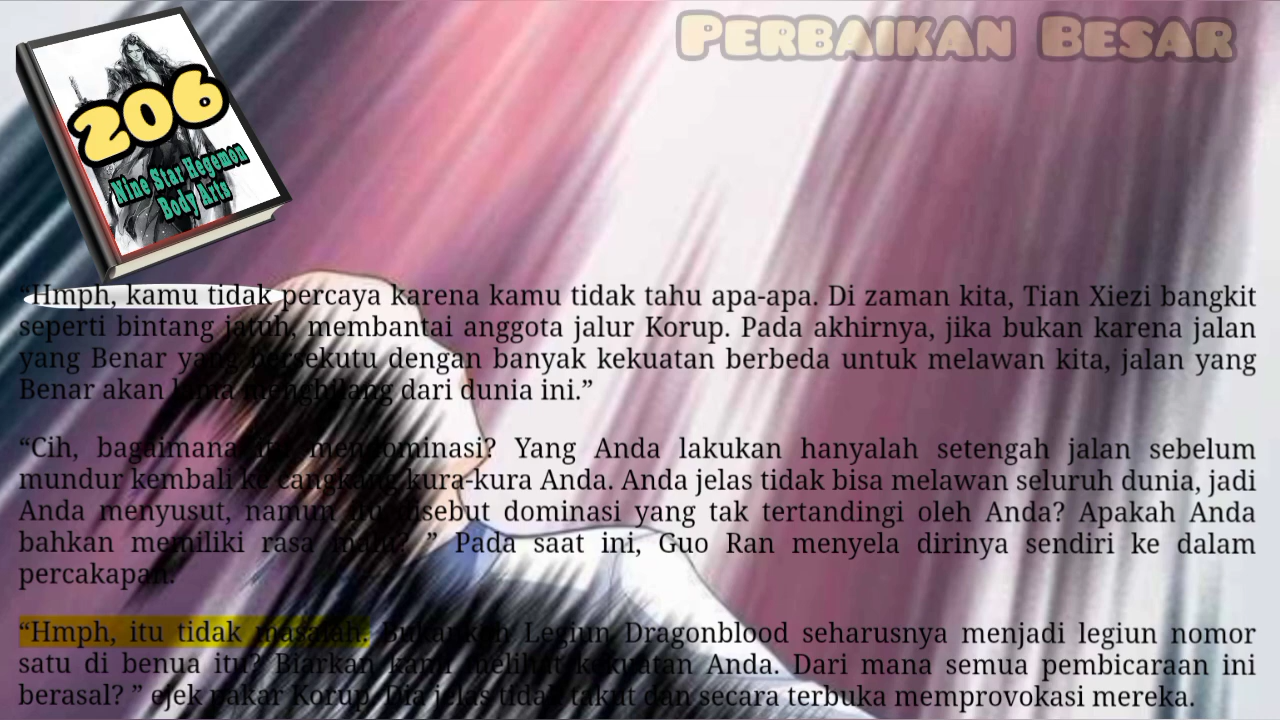 PERBAIKAN BESAR
206
Nine Star Hegemon
Body Arts
“Hmph, kamu tidak percaya karena kamu tidak tahu apa-apa. Di zaman kita, Tian Xiezi bangkit
seperti bintang jatuh, membantai anggota jalur Korup. Pada akhirnya, jika bukan karena jalan
yang Benar yang bersekutu dengan banyak kekuatan berbeda untuk melawan kita, jalan yang
Benar akan lama menghilang dari dunia ini.”
“Cih, bagaimana itu mendominasi? Yang Anda lakukan hanyalah setengah jalan sebelum
mundur kembali ke cangkang kura-kura Anda. Anda jelas tidak bisa melawan seluruh dunia, jadi
Anda menyusut, namun itu disebut dominasi yang tak tertandingi oleh Anda? Apakah Anda
bahkan memiliki rasa malu? ” Pada saat ini, Guo Ran menyela dirinya sendiri ke dalam
percakapan.
“Hmph, itu tidak masalah. Bukankah Legiun Dragonblood seharusnya menjadi legiun nomor
satu di benua itu? Biarkan kami melihat kekuatan Anda. Dari mana semua pembicaraan ini
berasal? ” ejek pakar Korup. Dia jelas tidak takut dan secara terbuka memprovokasi mereka.